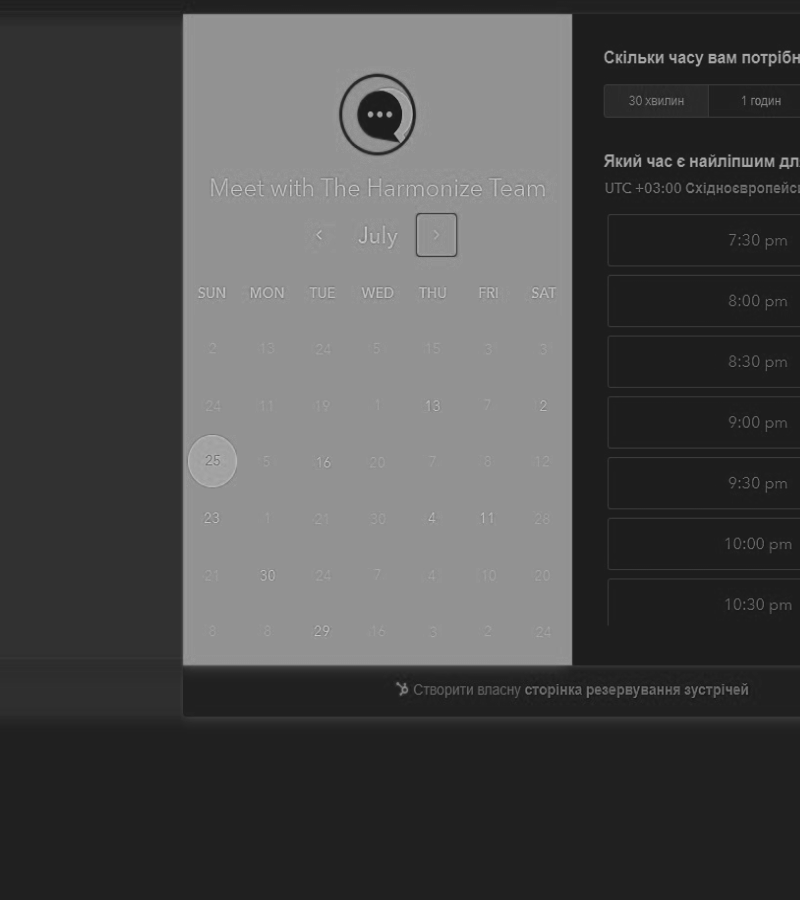 Meet with The Harmonize Team
July
SUN MON TUE WED THU FRI SAT
2 13 24 5 15 3 3
24 11 19 1 13 7 2
25 5 16 20 7 8 12
23 1 21 30 4 11 28
21 30 24 7 4 10 20
8 8 29 16 3 2 24
Скільки часу вам потрібн
30 хвилин 1 годин
Який час є найліпшим дл
UTC +03:00 Східноєвропейсь
7:30 pm
8:00 pm
8:30 pm
9:00 pm
9:30 pm
10:00 pm
10:30 pm
Створити власну сторінка резервування зустрічей